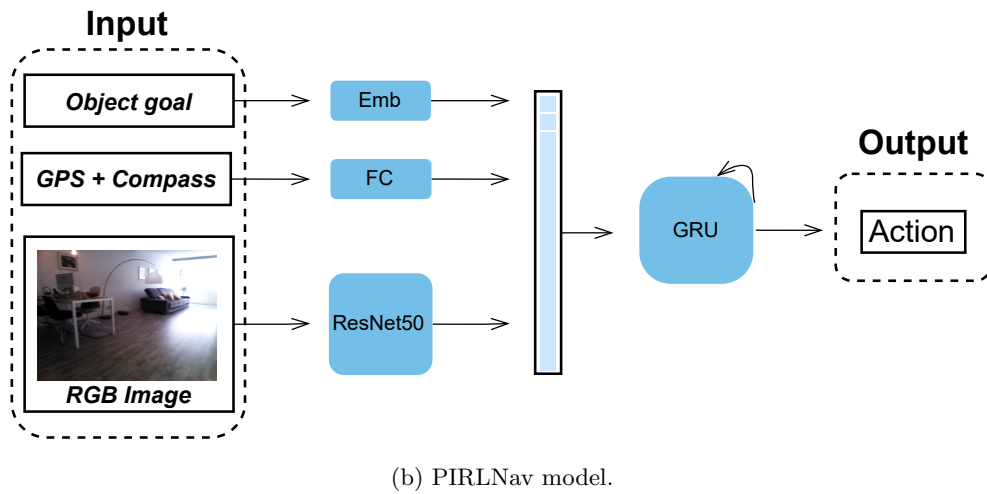 Input
Object goal
Emb
GPS + Compass
FC
RGB Image
ResNet50
GRU
Output
Action
(b) PIRLNav model.